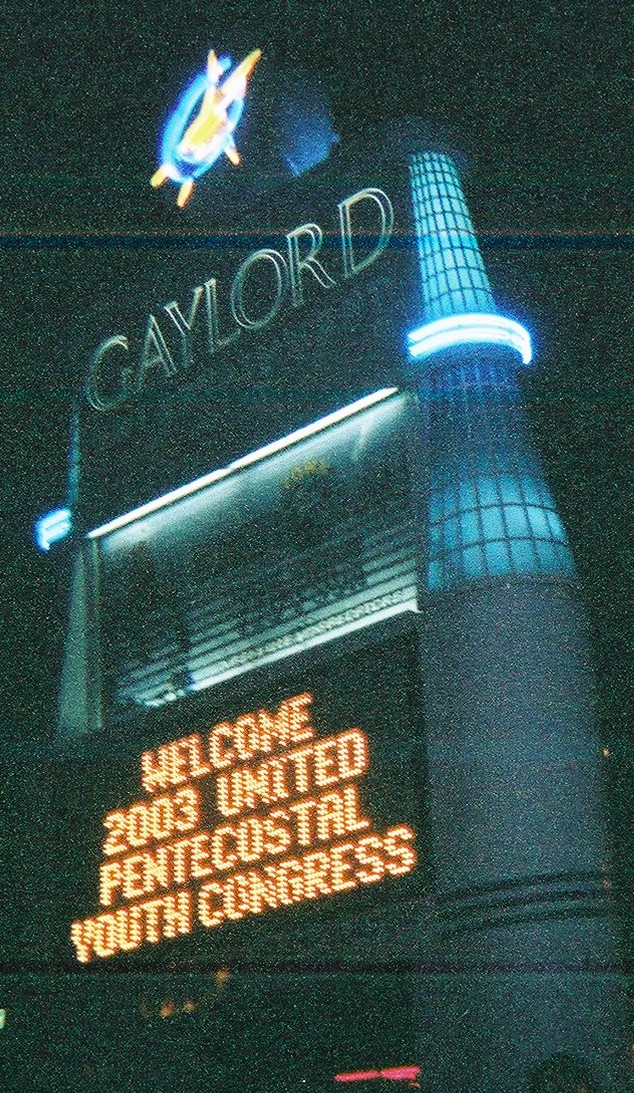 GAYLORD
WELCOME
2003 UNITED
PENTECOSTAL
YOUTH CONGRESS